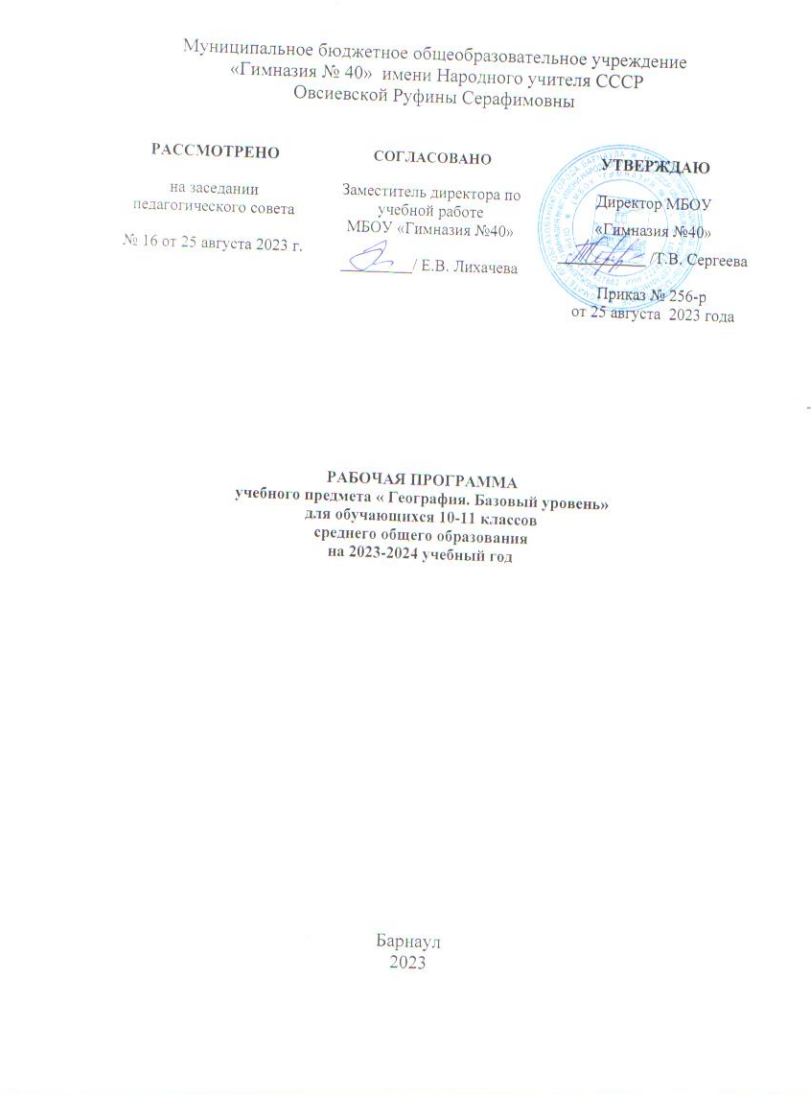 Муниципальное бюджетное общеобразовательное учреждение
«Гимназия № 40» имени Народного учителя СССР
Овсиевской Руфины Серафимовны
РАССМОТРЕНО
на заседании
педагогического совета
№ 16 от 25 августа 2023 г.
СОГЛАСОВАНО
Заместитель директора по
учебной работе
МБОУ «Гимназия №40»
/ Е.В. Лихачева
УТВЕРЖДАЮ
Директор МБОУ
«Гимназия №40»
/Т.В. Сергеева
Приказ № 256-р
от 25 августа 2023 года
РАБОЧАЯ ПРОГРАММА
учебного предмета « География. Базовый уровень»
для обучающихся 10-11 классов
среднего общего образования
на 2023-2024 учебный год
Барнаул
2023